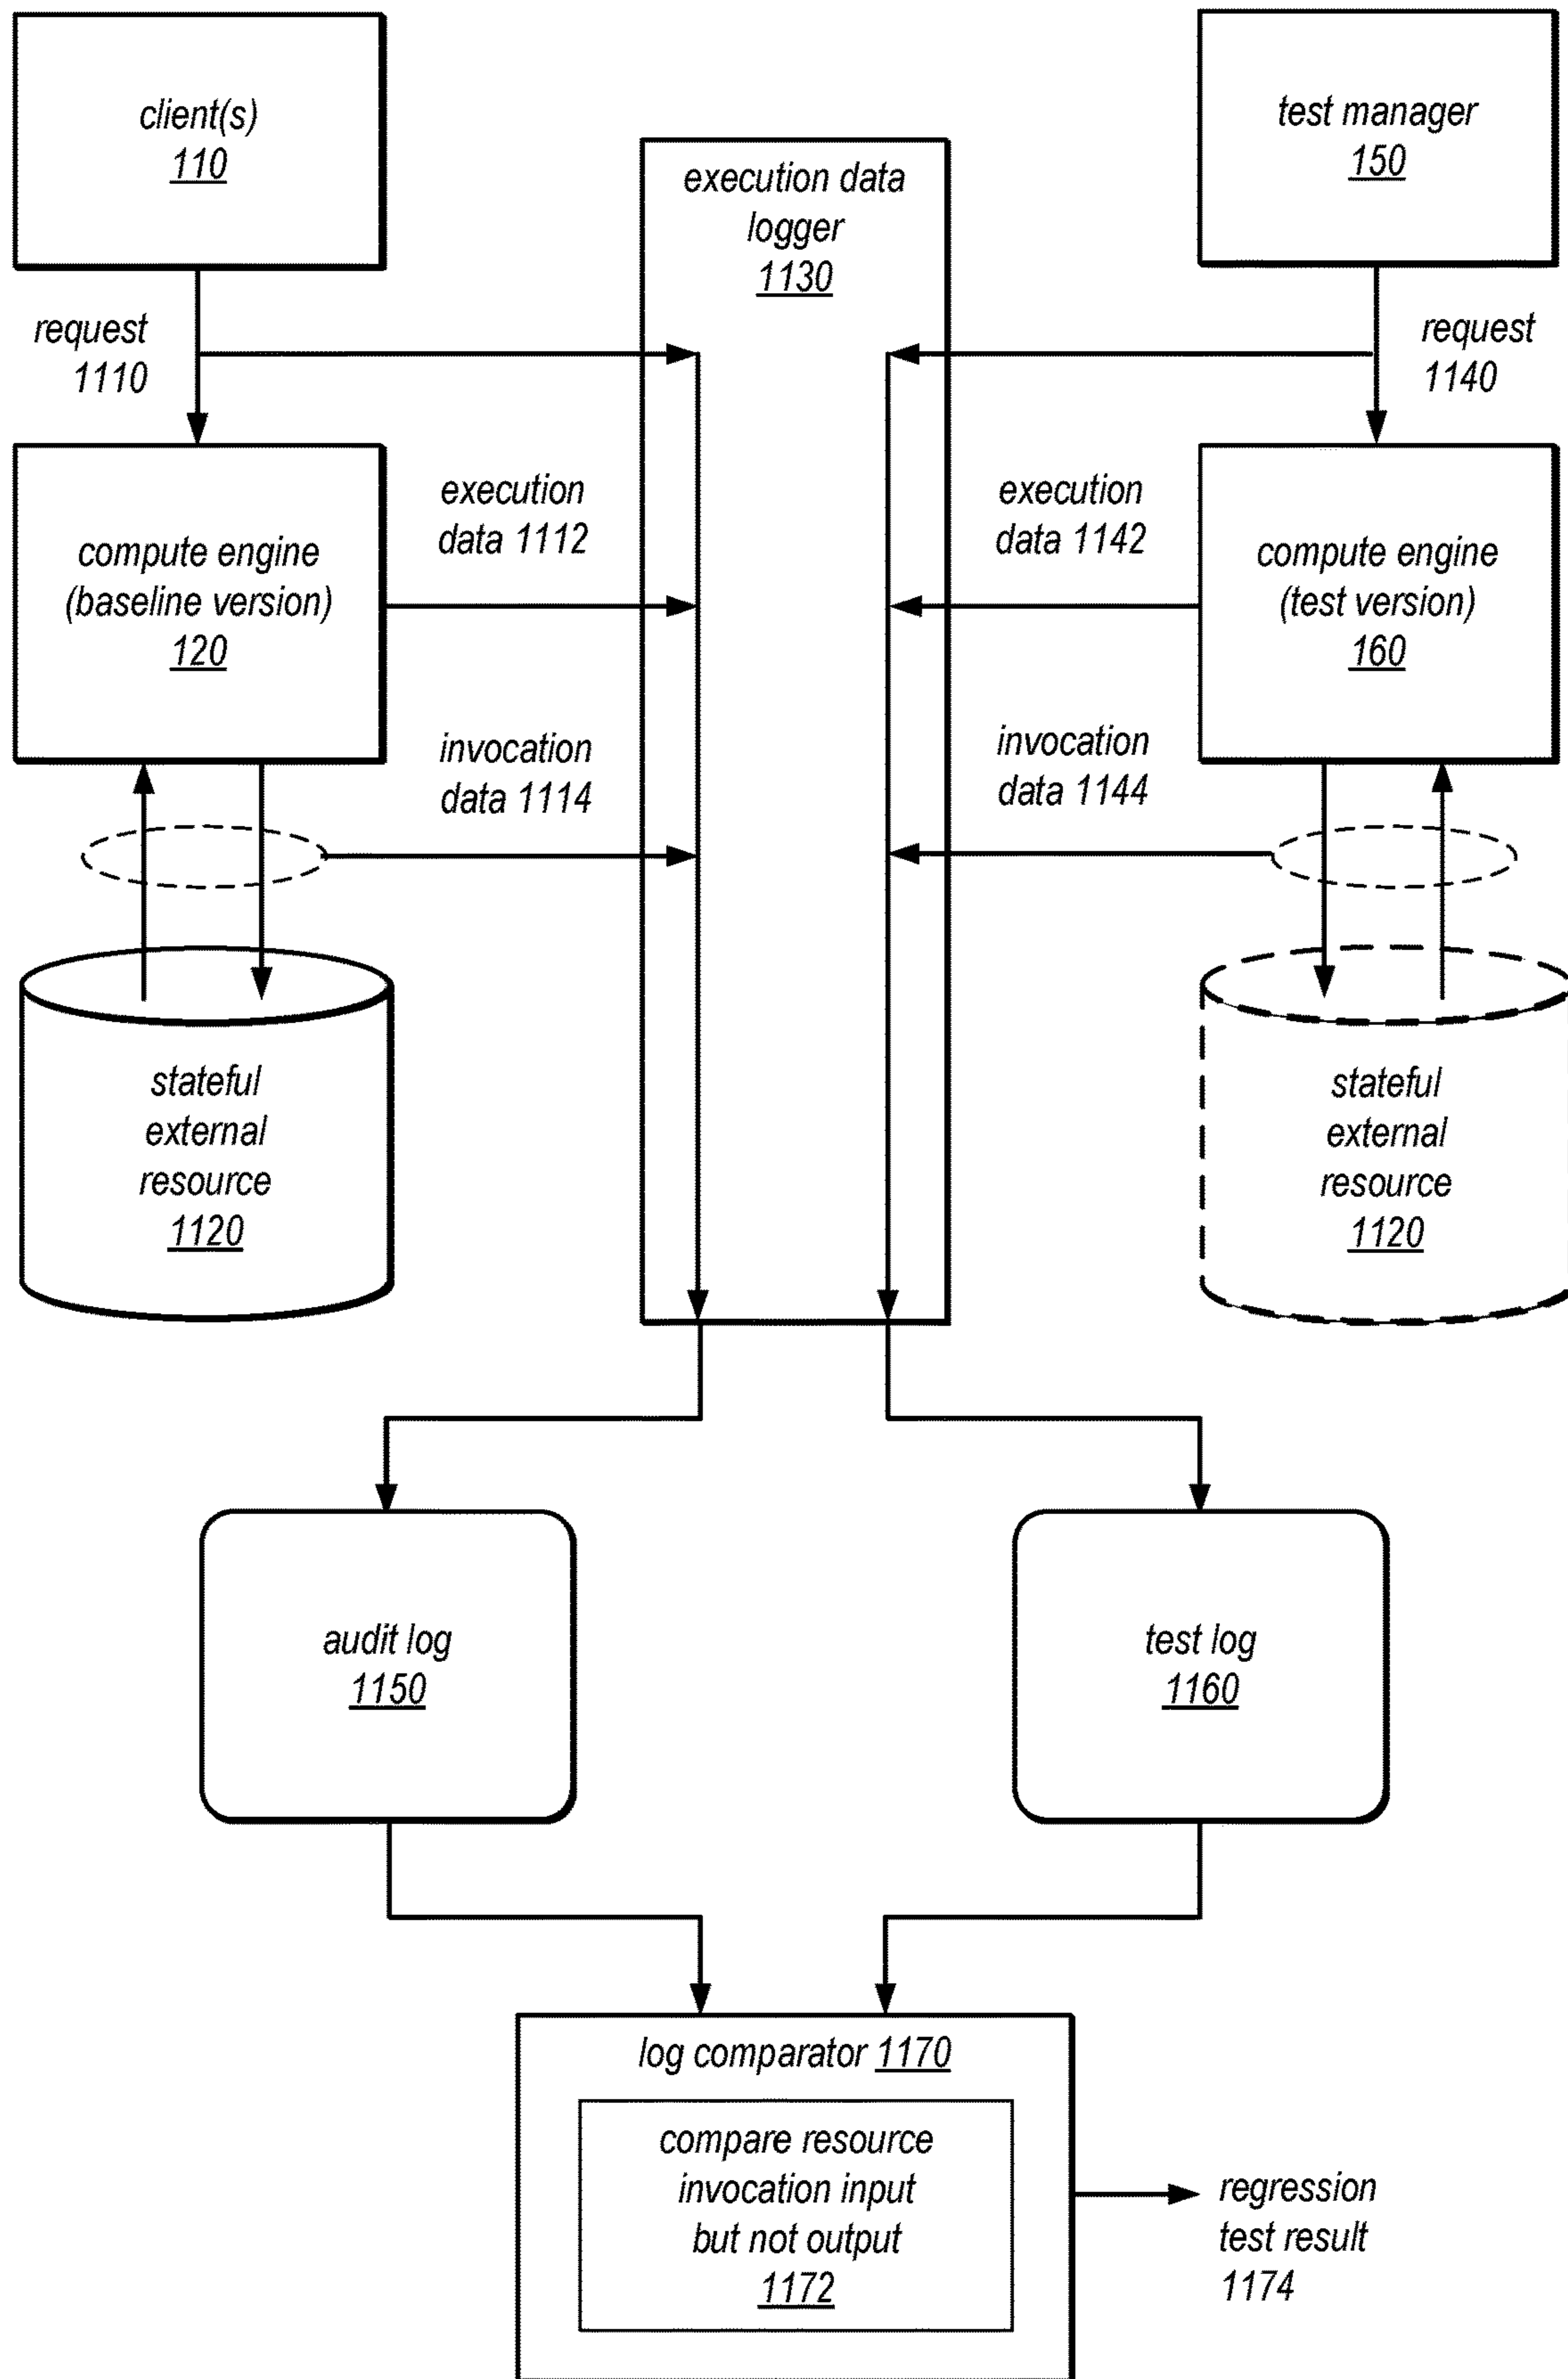 client(s)
110
test manager
150
execution data
logger
1130
request
1110
request
1140
compute engine
(baseline version)
120
execution
data 1112
execution
data 1142
compute engine
(test version)
160
invocation
data 1114
invocation
data 1144
stateful
external
resource
1120
stateful
external
resource
1120
audit log
1150
test log
1160
log comparator 1170
compare resource
invocation input
but not output
1172
regression
test result
1174